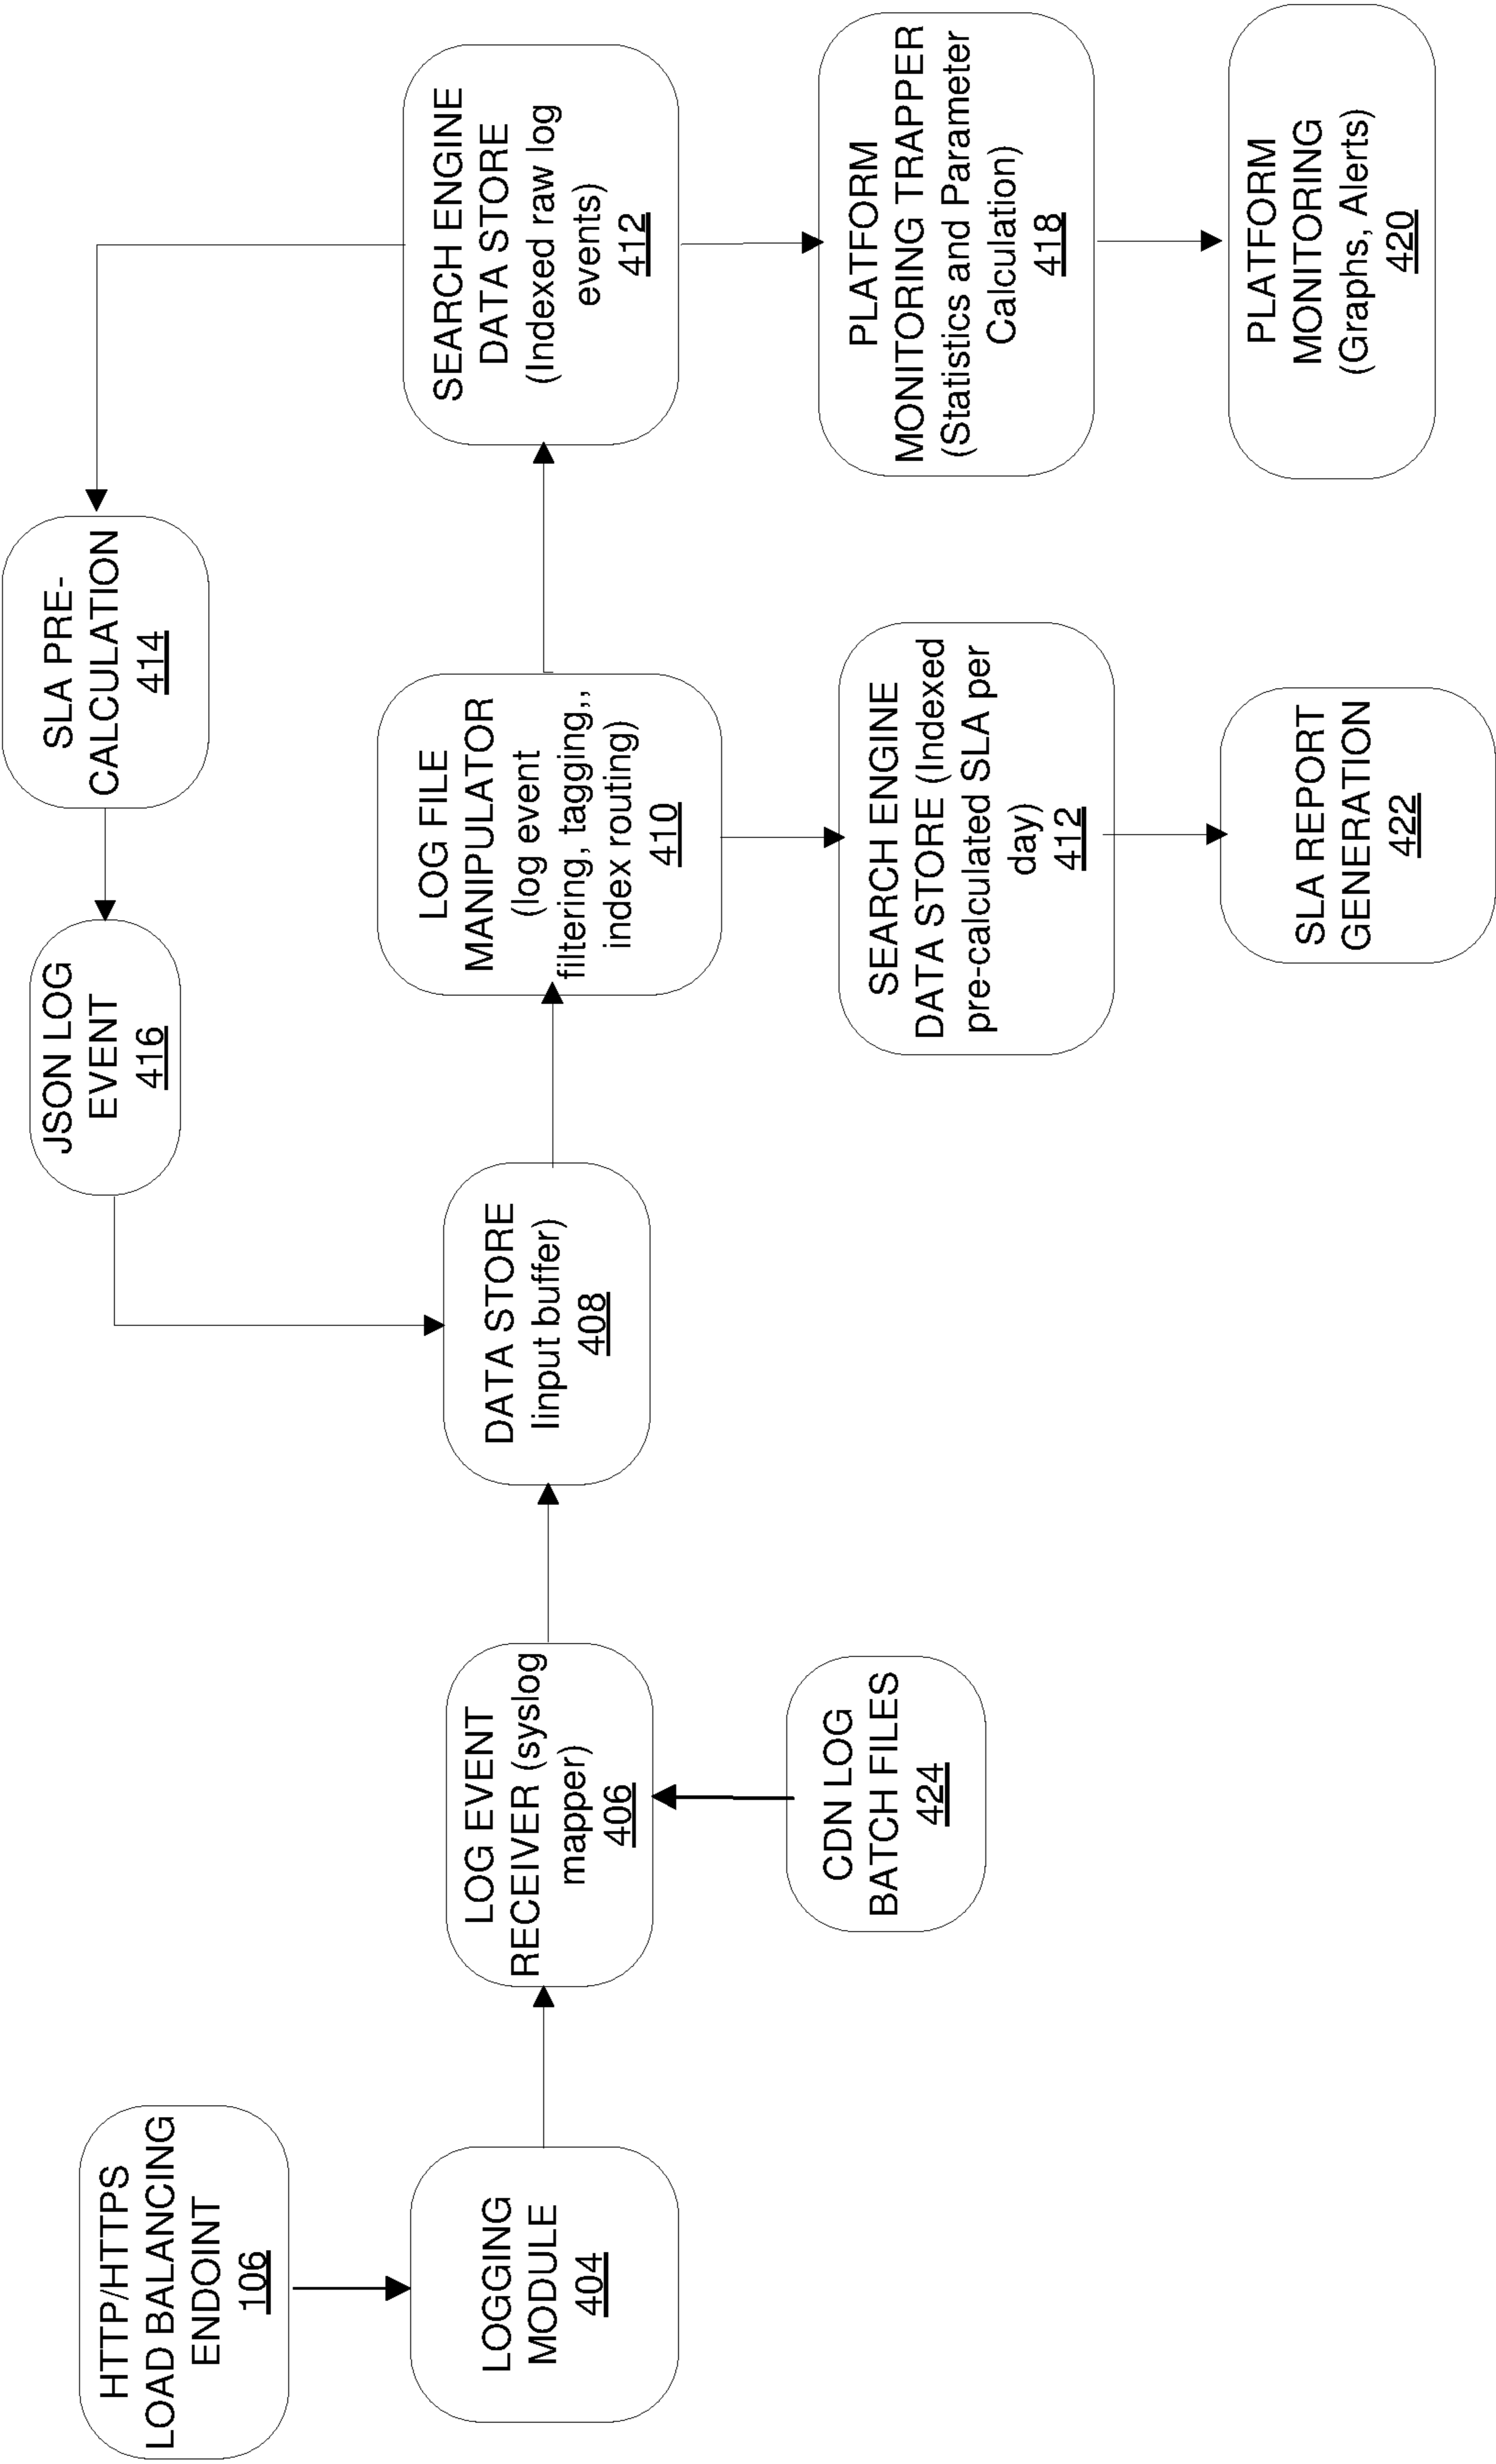 HTTP/HTTPS
LOAD BALANCING
ENDOINT
106
LOGGING
MODULE
404
LOG EVENT
RECEIVER (syslog
mapper)
406
CDN LOG
BATCH FILES
424
DATA STORE
Iinput buffer)
408
JSON LOG
EVENT
416
SLA PRE-
CALCULATION
414
LOG FILE
MANIPULATOR
(log event
filtering, tagging,,
index routing)
410
SEARCH ENGINE
DATA STORE (Indexed
pre-calculated SLA per
day)
412
SLA REPORT
GENERATION
422
SEARCH ENGINE
DATA STORE
(Indexed raw log
events)
412
PLATFORM
MONITORING TRAPPER
(Statistics and Parameter
Calculation)
418
PLATFORM
MONITORING
(Graphs, Alerts)
420